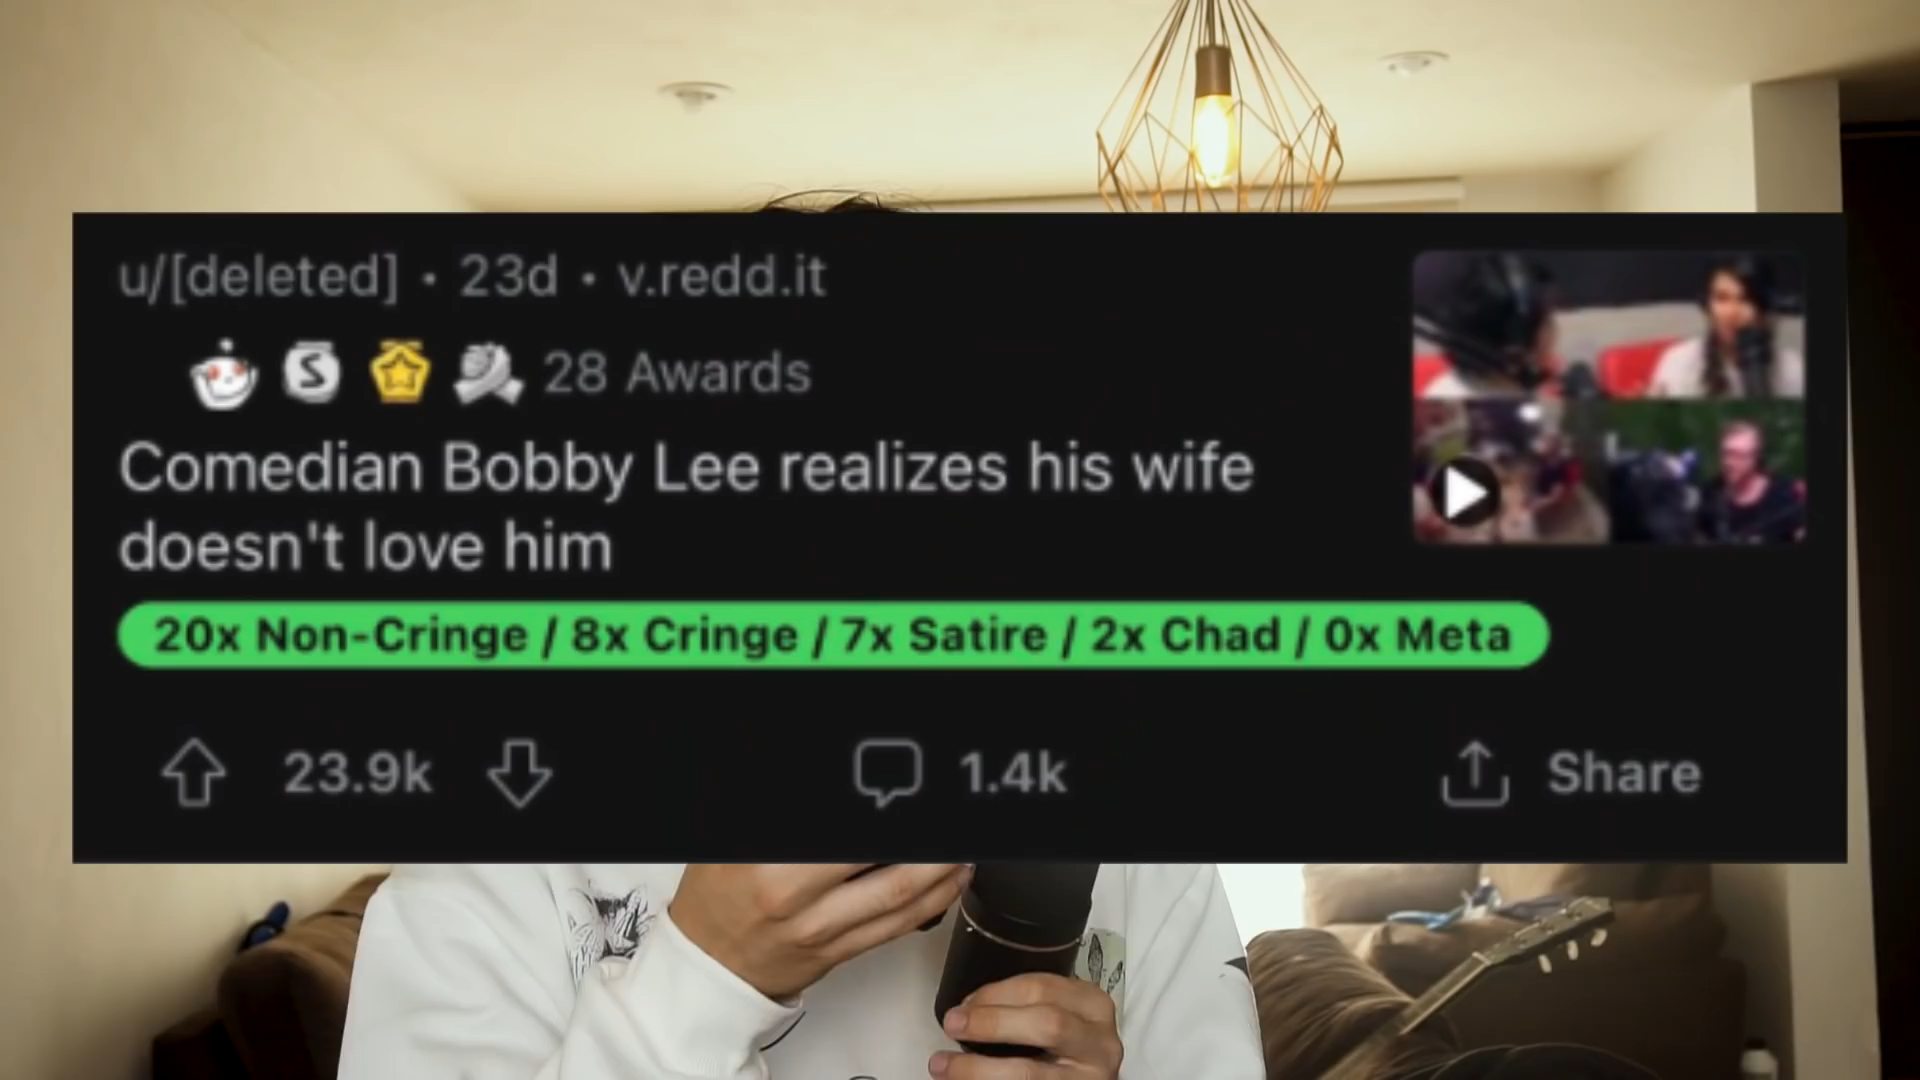 u/[deleted] • 23d • v.redd.it
28 Awards
Comedian Bobby Lee realizes his wife
doesn't love him
20x Non-Cringe / 8x Cringe / 7x Satire / 2x Chad / 0x Meta
23.9k
1.4k
Share